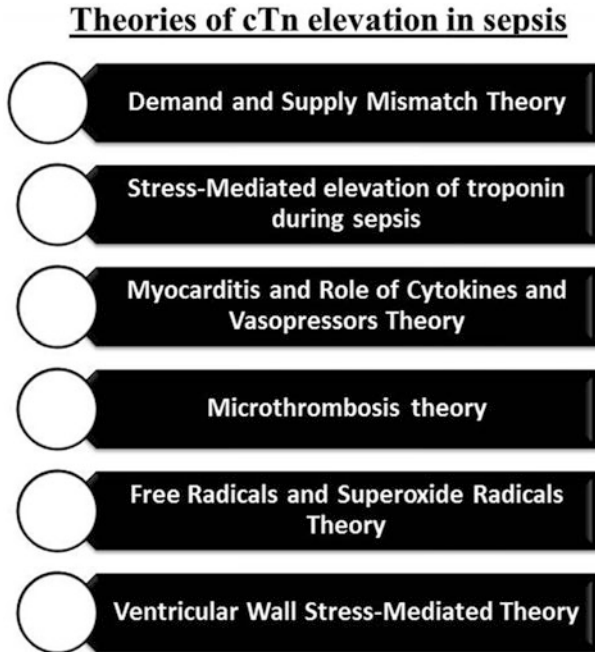 Theories of cTn elevation in sepsis
Demand and Supply Mismatch Theory
Stress-Mediated elevation of troponin
during sepsis
Myocarditis and Role of Cytokines and
Vasopressors Theory
Microthrombosis theory
Free Radicals and Superoxide Radicals
Theory
Ventricular Wall Stress-Mediated Theory